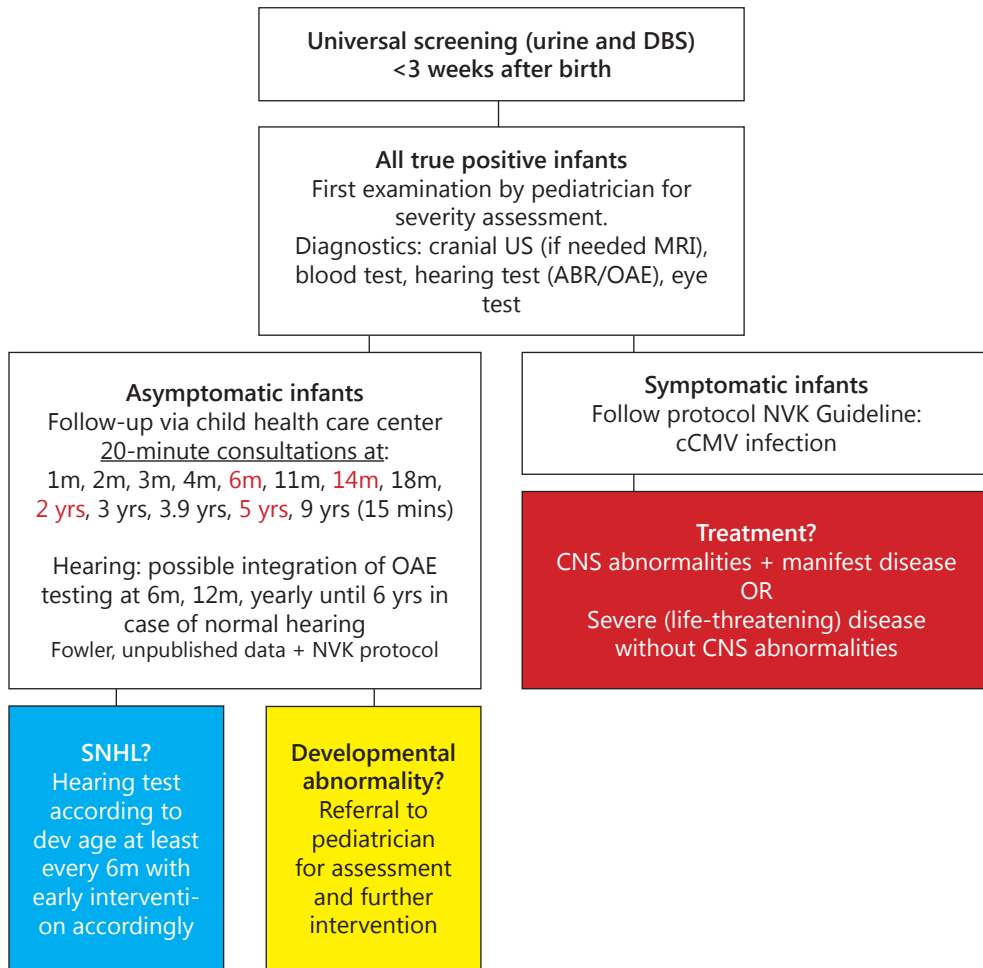 Universal screening (urine and DBS)
<3 weeks after birth
All true positive infants
First examination by pediatrician for
severity assessment.
Diagnostics: cranial US (if needed MRI),
blood test, hearing test (ABR/OAE), eye
test
Asymptomatic infants
Follow-up via child health care center
20-minute consultations at:
1m, 2m, 3m, 4m, 6m, 11m, 14m, 18m,
2 yrs, 3 yrs, 3.9 yrs, 5 yrs, 9 yrs (15 mins)
Hearing: possible integration of OAE
testing at 6m, 12m, yearly until 6 yrs in
case of normal hearing
Fowler, unpublished data + NVK protocol
Symptomatic infants
Follow protocol NVK Guideline:
cCMV infection
Treatment?
CNS abnormalities + manifest disease
OR
Severe (life-threatening) disease
without CNS abnormalities
SNHL?
Hearing test
according to
dev age at least
every 6m with
early interventi-
on accordingly
Developmental
abnormality?
Referral to
pediatrician
for assessment
and further
intervention